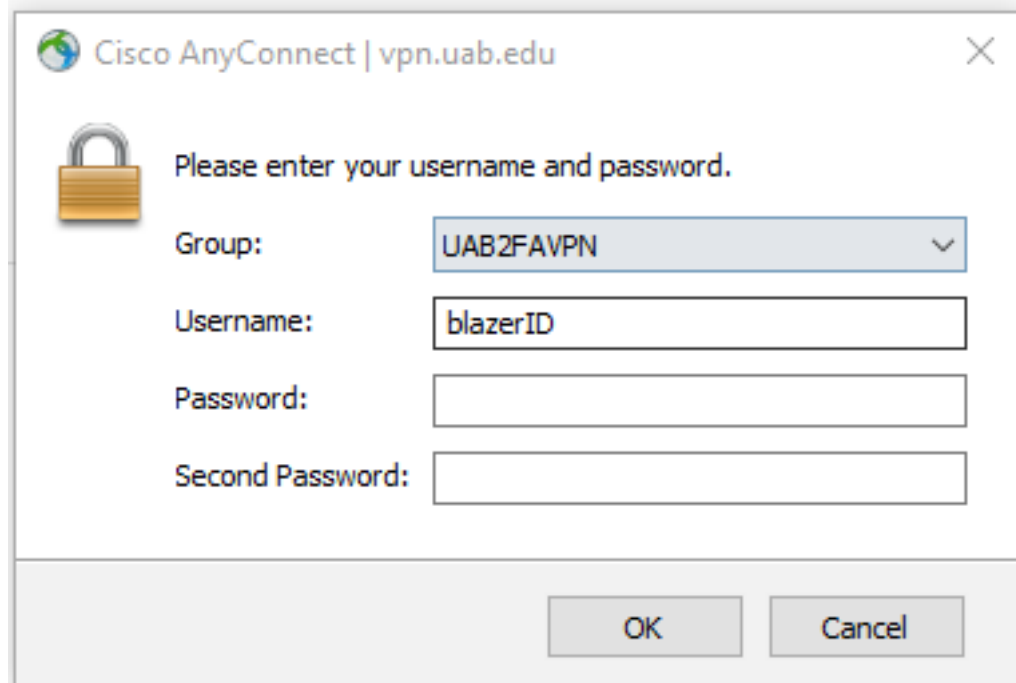 Cisco AnyConnect | vpn.uab.edu
Please enter your username and password.
Group: UAB2FAVPN
Username: blazerID
Password:
Second Password:
OK Cancel